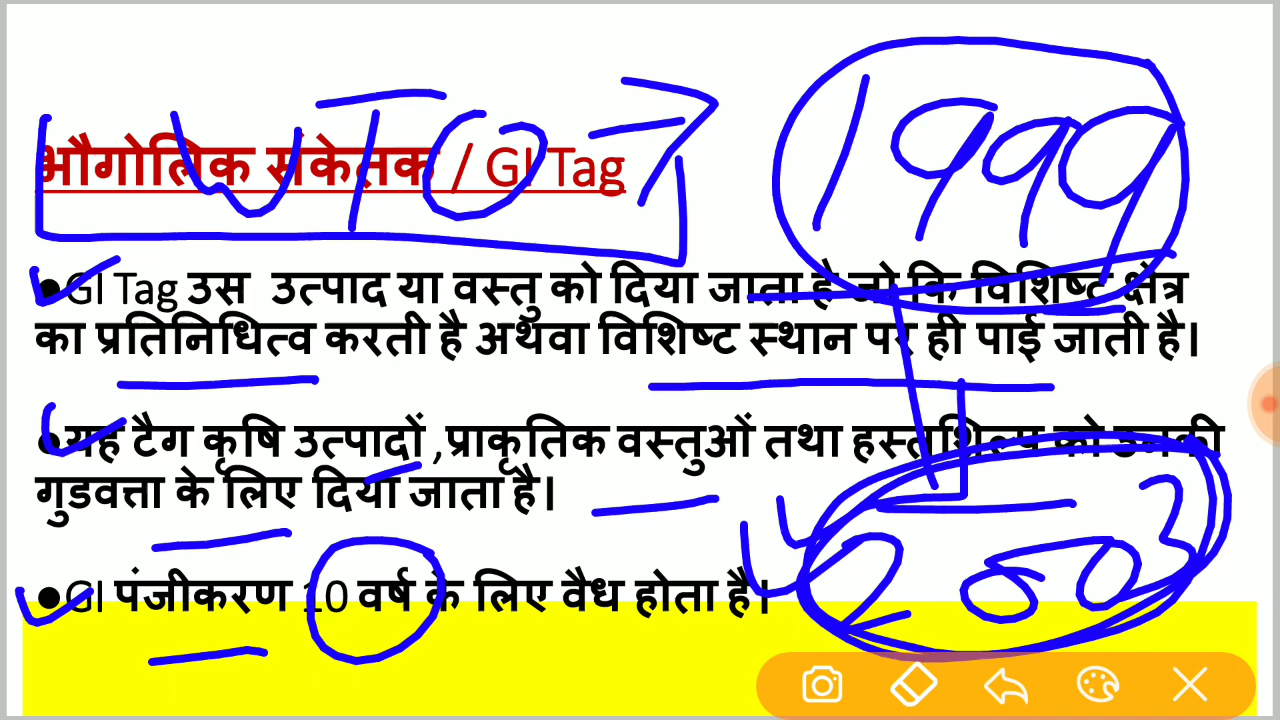 WTO 1999
भौगोलिक संकेतक / GI Tag
●GI Tag उस उत्पाद या वस्तु को दिया जाता है जो कि विशिष्ट क्षेत्र
का प्रतिनिधित्व करती है अथवा विशिष्ट स्थान पर ही पाई जाती है।
●यह टैग कृषि उत्पादों ,प्राकृतिक वस्तुओं तथा हस्तशिल्प को उनकी
गुडवत्ता के लिए दिया जाता है।
2003
●GI पंजीकरण 10 वर्ष के लिए वैध होता है।